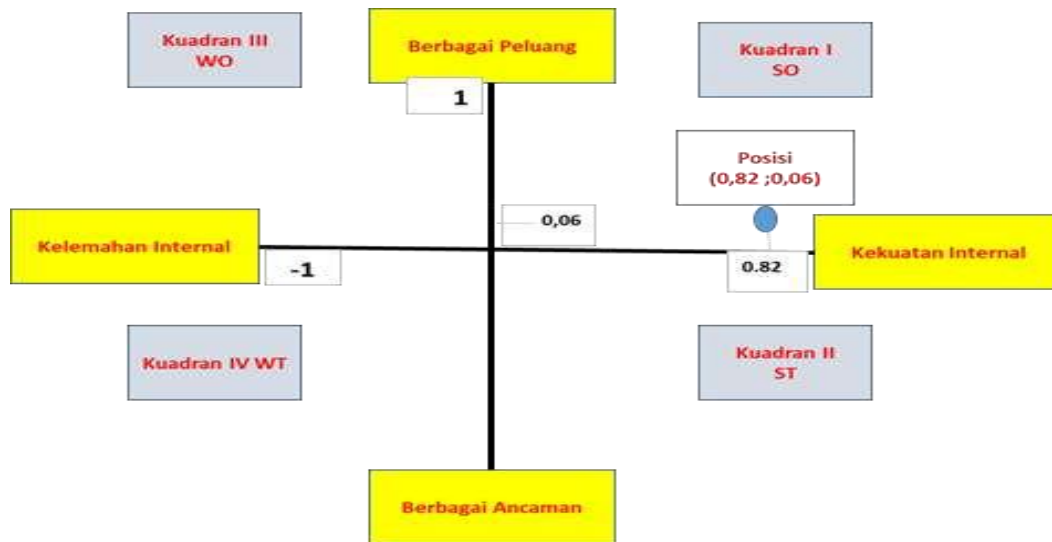 Kuadran III
WO
Berbagai Peluang
Kuadran I
SO
1
Posisi
(0,82 ;0,06)
0,06
Kelemahan Internal
-1
0.82
Kekuatan Internal
Kuadran IV WT
Kuadran II
ST
Berbagai Ancaman